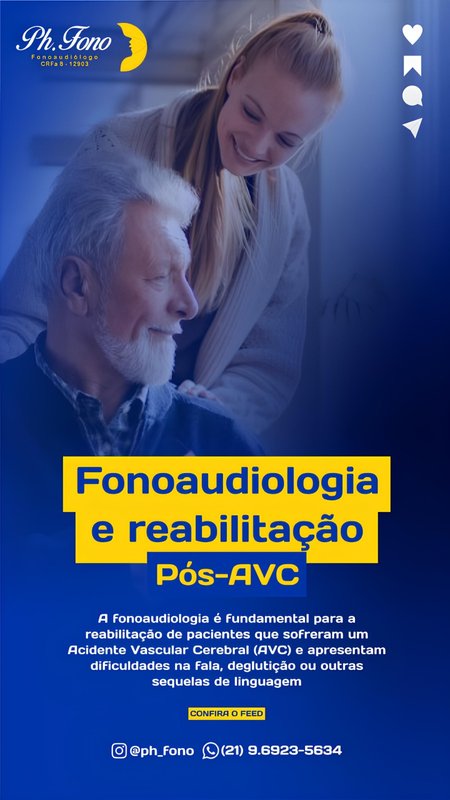 Ph. Fono
Fonoaudiólogo
CRFa 6 - 12903
Fonoaudiologia
e reabilitação
Pós-AVC
A fonoaudiologia é fundamental para a
reabilitação de pacientes que sofreram um
Acidente Vascular Cerebral (AVC) e apresentam
dificuldades na fala, deglutição ou outras
sequelas de linguagem
CONFIRA O FEED
@ph_fono (21) 9.6923-5634